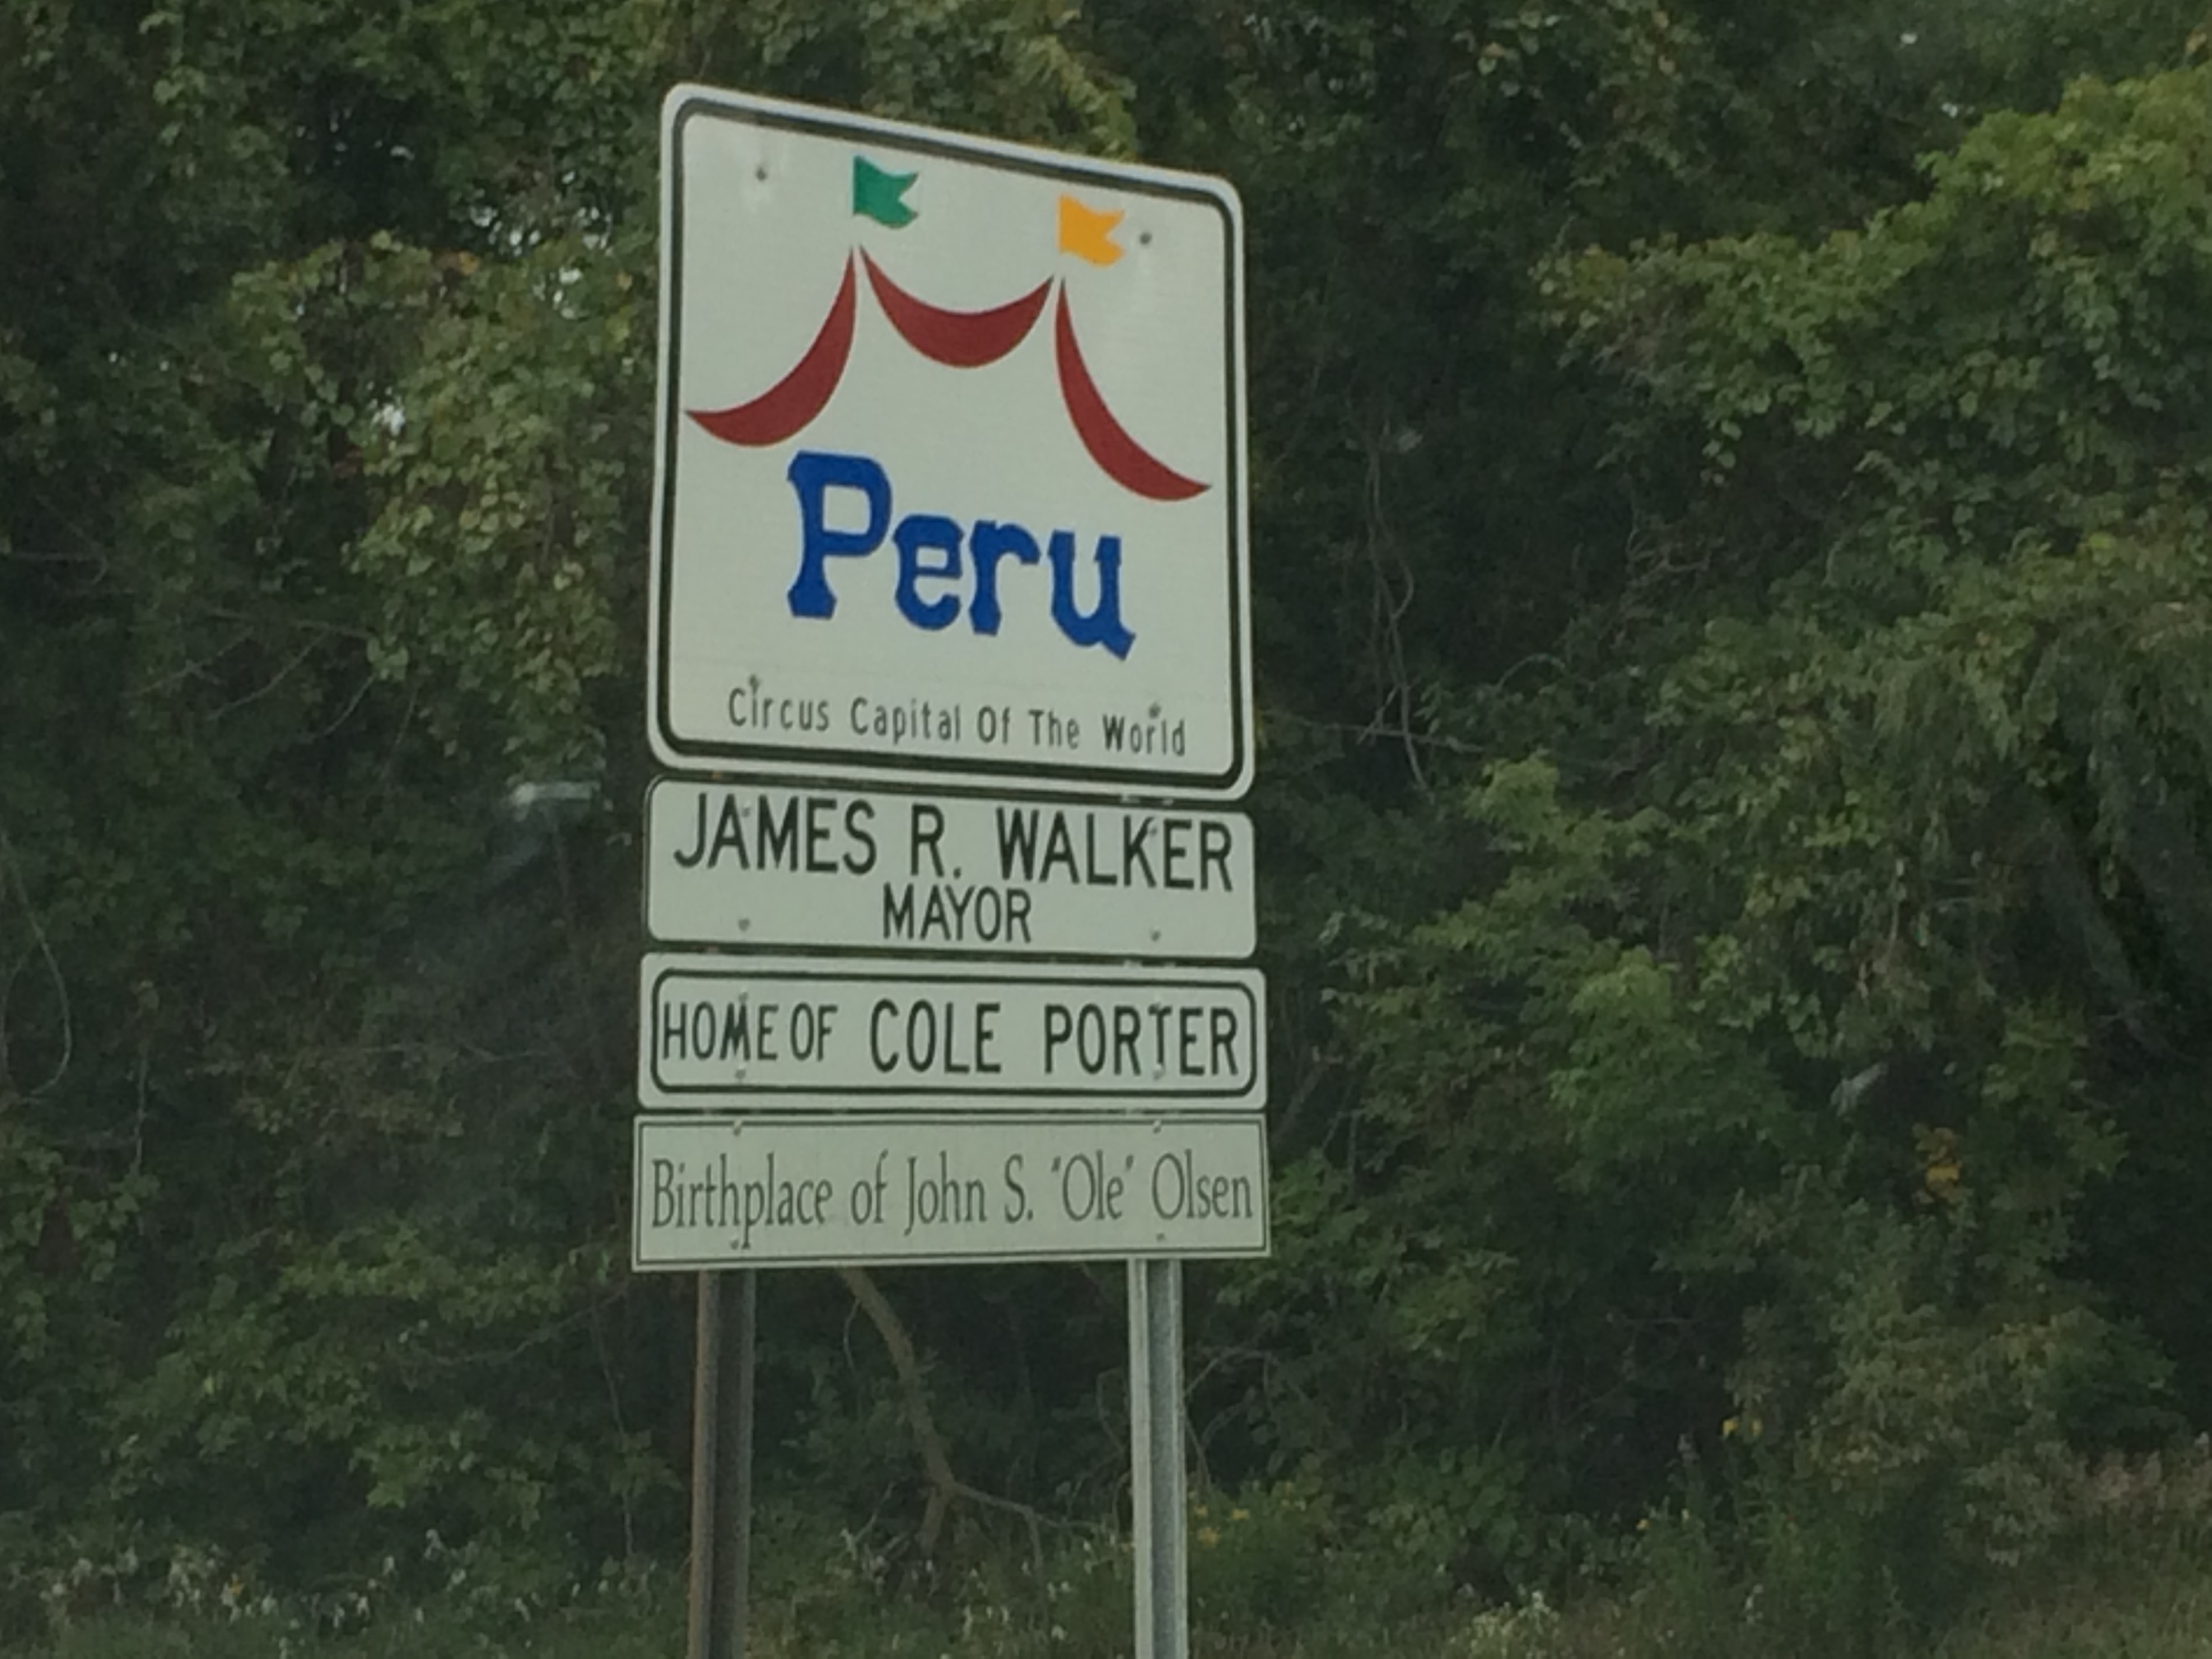 Peru
Circus Capital Of The World
JAMES R. WALKER
MAYOR
HOME OF COLE PORTER
Birthplace of John S. "Ole" Olsen